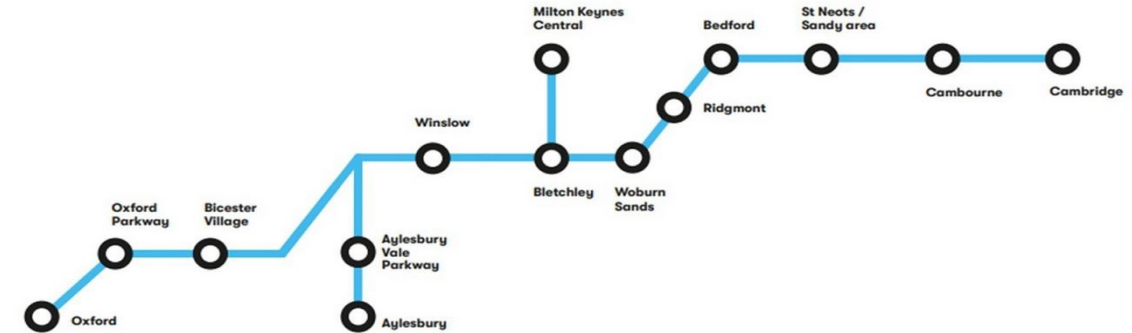 Milton Keynes
Central
Bedford
St Neots /
Sandy area
Cambourne
Cambridge
Ridgmont
Winslow
Bletchley
Woburn
Sands
Oxford
Parkway
Bicester
Village
Aylesbury
Vale
Parkway
Oxford
Aylesbury